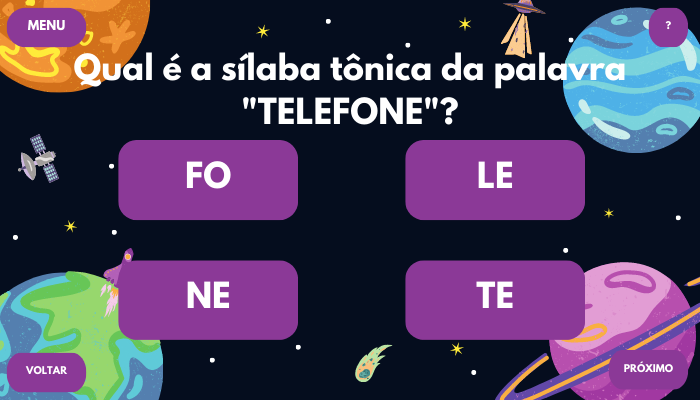 MENU
?
Qual é a sílaba tônica da palavra
"TELEFONE"?
FO
LE
NE
TE
VOLTAR
PRÓXIMO